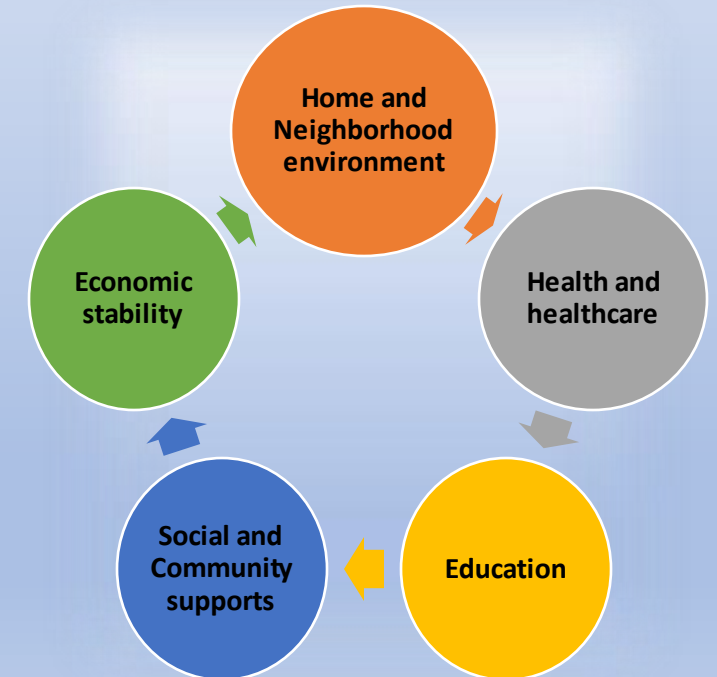 Home and
Neighborhood
environment
Health and
healthcare
Education
Social and
Community
supports
Economic
stability